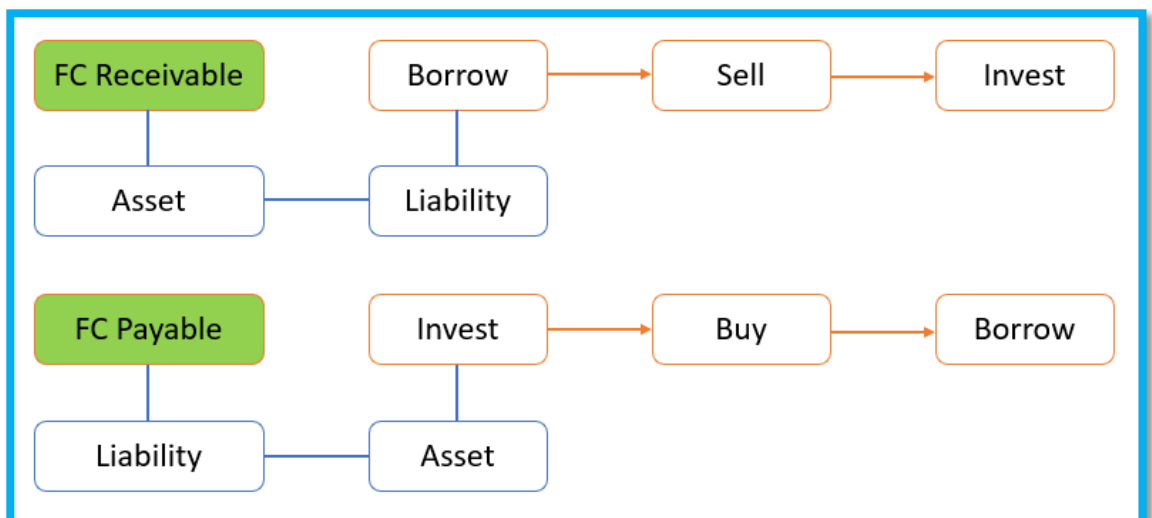 FC Receivable
Borrow
Sell
Invest
Asset
Liability
FC Payable
Invest
Buy
Borrow
Liability
Asset